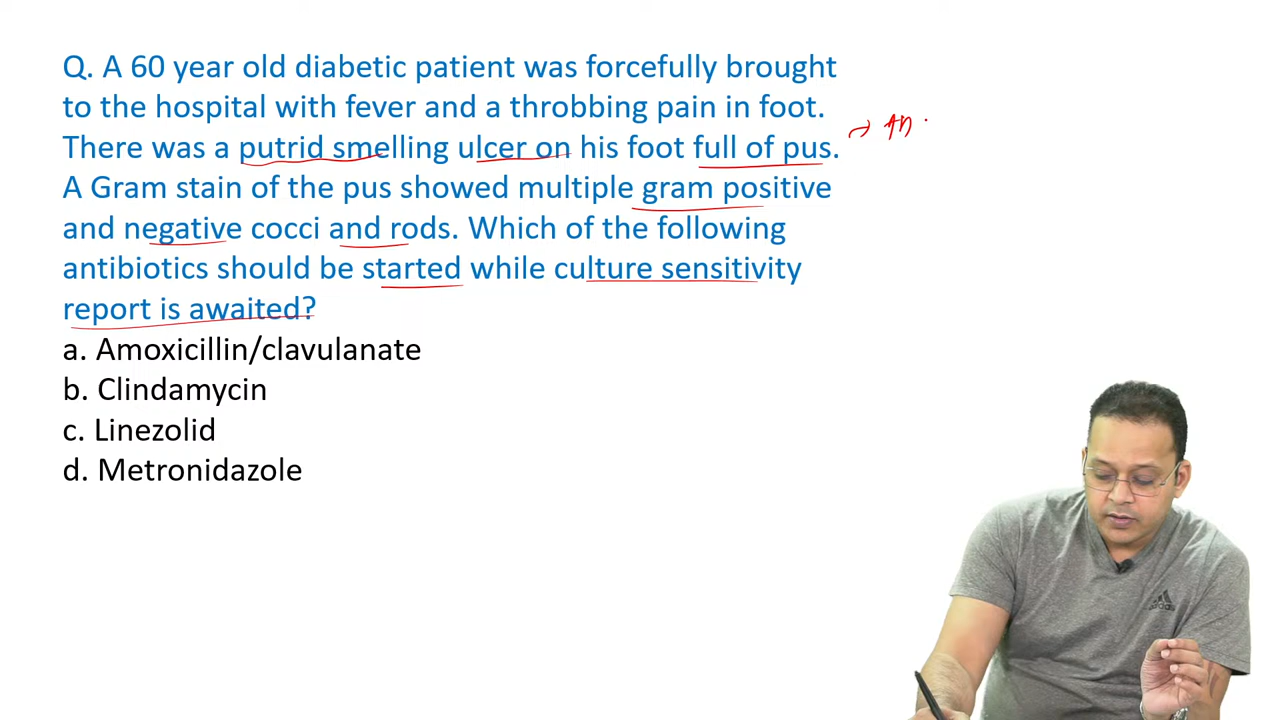 Q. A 60 year old diabetic patient was forcefully brought
to the hospital with fever and a throbbing pain in foot.
There was a putrid smelling ulcer on his foot full of pus.
A Gram stain of the pus showed multiple gram positive
and negative cocci and rods. Which of the following
antibiotics should be started while culture sensitivity
report is awaited?
a. Amoxicillin/clavulanate
b. Clindamycin
c. Linezolid
d. Metronidazole